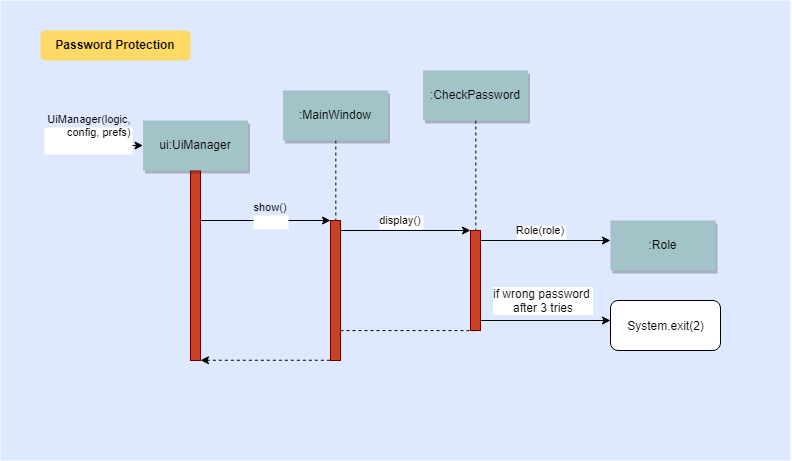 Password Protection
UiManager(logic,
config, prefs)
ui:UiManager
:MainWindow
:CheckPassword
show()
display()
Role(role)
:Role
if wrong password
after 3 tries
System.exit(2)